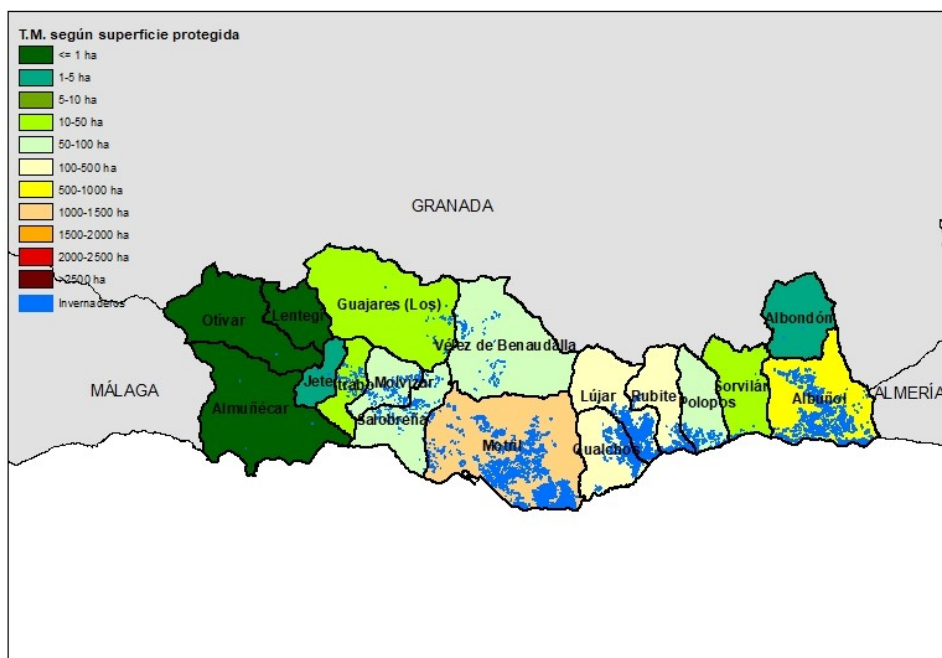 T.M. según superficie protegida
<= 1 ha
1-5 ha
5-10 ha
10-50 ha
50-100 ha
100-500 ha
500-1000 ha
1000-1500 ha
1500-2000 ha
2000-2500 ha
>2500 ha
Invernaderos
GRANADA
MÁLAGA
ALMERÍA
Otívar
Lentegí
Guajares (Los)
Vélez de Benaudalla
Albondón
Jete
Itrabo
Molvízar
Almuñécar
Salobreña
Motril
Lújar
Rubite
Gualchos
Polopos
Sorvilán
Albuñol